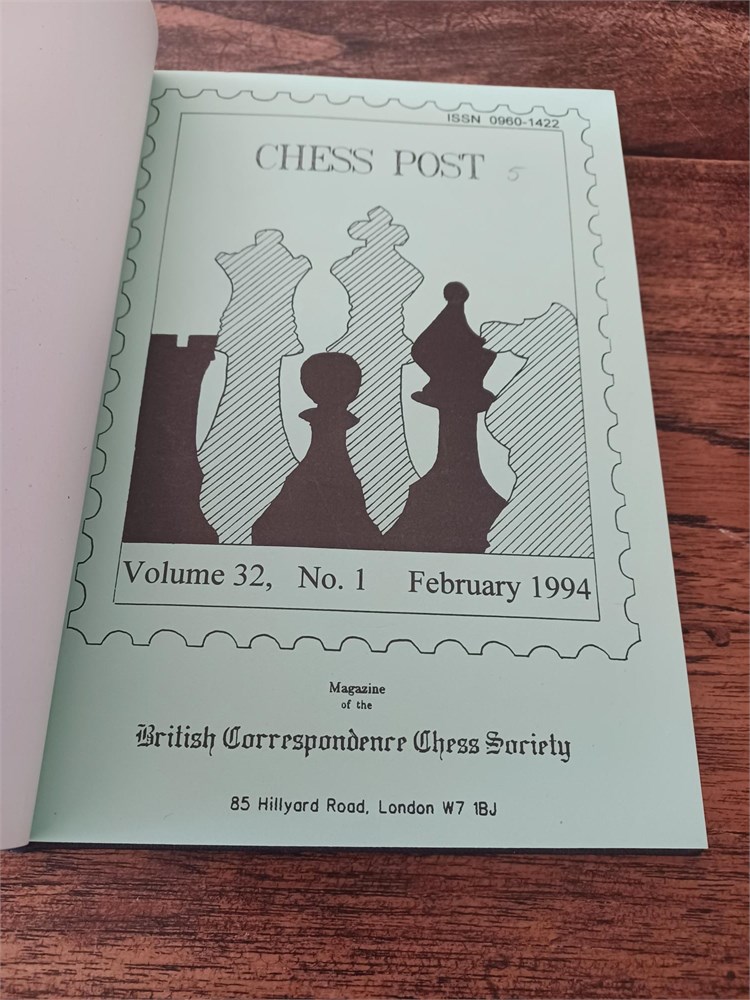 ISSN 0960-1422
CHESS POST 5
Volume 32, No. 1 February 1994
Magazine
of the
British Correspondence Chess Society
85 Hillyard Road, London W7 1BJ